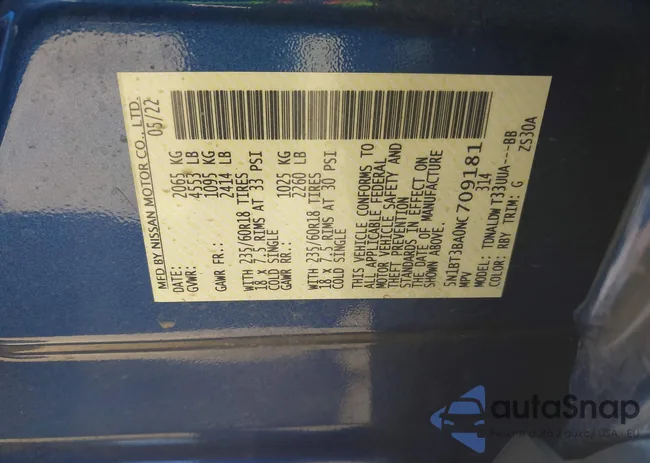 MFD BY NISSAN MOTOR CO., LTD.
05/22
GVWR: 2065 KG
4553 LB
GAWR FR.: 1095 KG
2414 LB
WITH 235/60R18 TIRES
18 x 7.5 RIMS AT 33 PSI
COLD SINGLE
GAWR RR.: 1025 KG
2260 LB
WITH 235/60R18 TIRES
18 x 7.5 RIMS AT 30 PSI
COLD SINGLE
THIS VEHICLE CONFORMS TO
ALL APPLICABLE FEDERAL
MOTOR VEHICLE SAFETY AND
THEFT PREVENTION
STANDARDS IN EFFECT ON
THE DATE OF MANUFACTURE
SHOWN ABOVE.
5N1BT3BA0NC709181
MPV 314
MODEL: T33UUA---BB
COLOR: RBY TRIM: G ZS30A
autoSnap